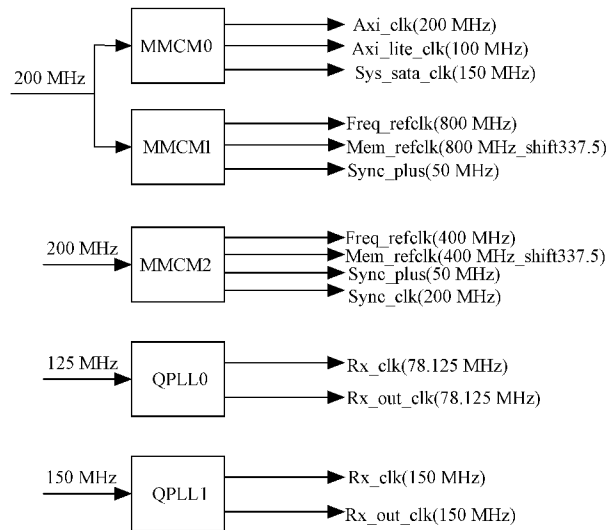 200 MHz
MMCM0
Axi_clk(200 MHz)
Axi_lite_clk(100 MHz)
Sys_sata_clk(150 MHz)
MMCM1
Freq_refclk(800 MHz)
Mem_refclk(800 MHz_shift337.5)
Sync_plus(50 MHz)
200 MHz
MMCM2
Freq_refclk(400 MHz)
Mem_refclk(400 MHz_shift337.5)
Sync_plus(50 MHz)
Sync_clk(200 MHz)
125 MHz
QPLL0
Rx_clk(78.125 MHz)
Rx_out_clk(78.125 MHz)
150 MHz
QPLL1
Rx_clk(150 MHz)
Rx_out_clk(150 MHz)